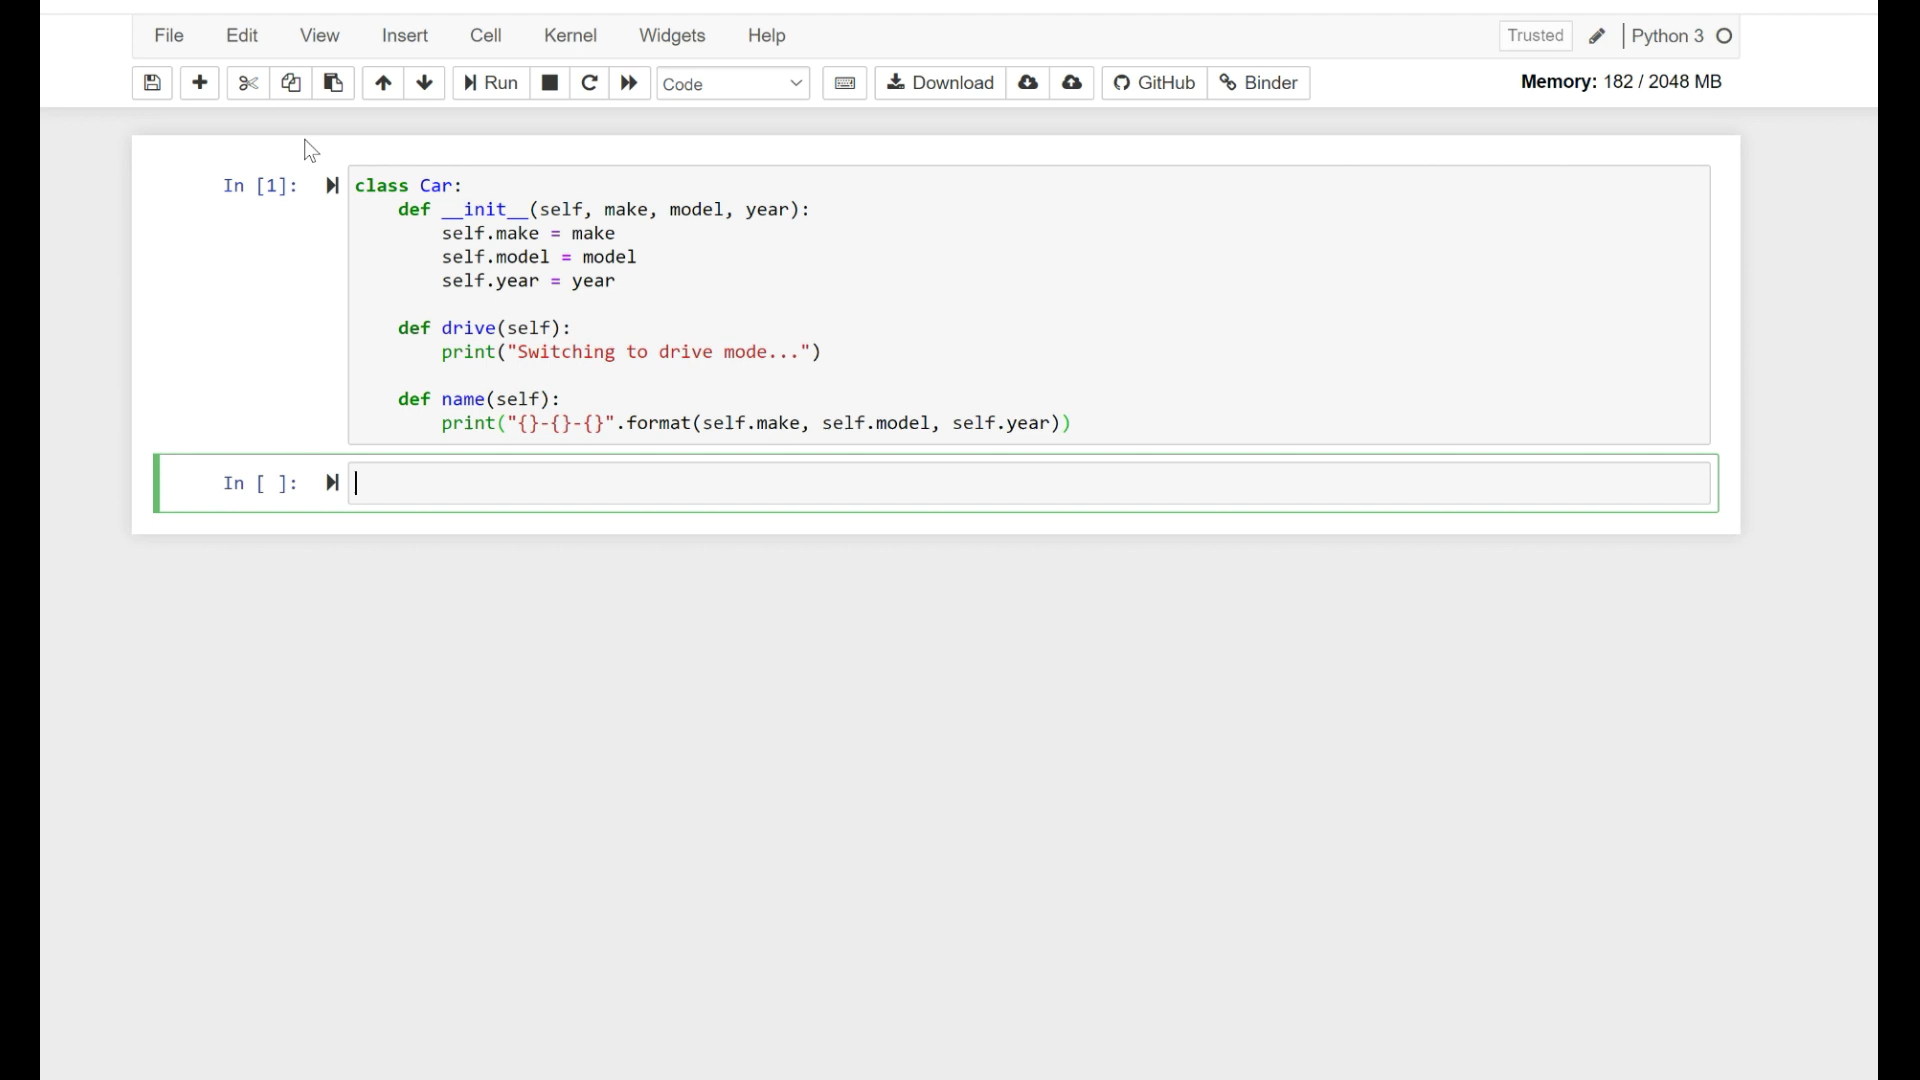 File Edit View Insert Cell Kernel Widgets Help Trusted Python 3
Run Code Download GitHub Binder Memory: 182 / 2048 MB
In [1]: class Car:
    def __init__(self, make, model, year):
        self.make = make
        self.model = model
        self.year = year
    def drive(self):
        print("Switching to drive mode...")
    def name(self):
        print("{}-{}-{}".format(self.make, self.model, self.year))
In [ ]: